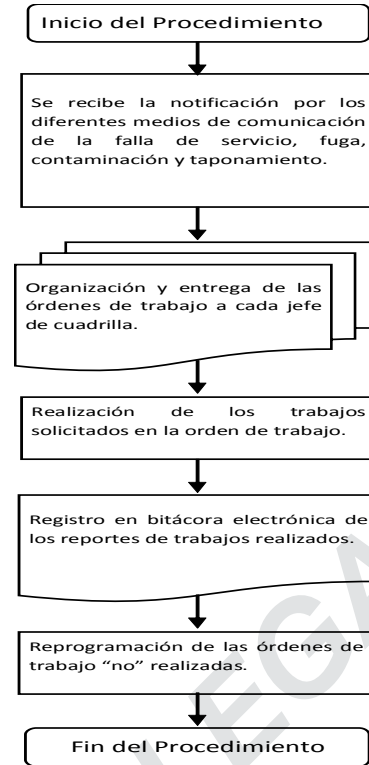 Inicio del Procedimiento
Se recibe la notificación por los
diferentes medios de comunicación
de la falla de servicio, fuga,
contaminación y taponamiento.
Organización y entrega de las
órdenes de trabajo a cada jefe
de cuadrilla.
Realización de los trabajos
solicitados en la orden de trabajo.
Registro en bitácora electrónica de
los reportes de trabajos realizados.
Reprogramación de las órdenes de
trabajo “no” realizadas.
Fin del Procedimiento
LEGA